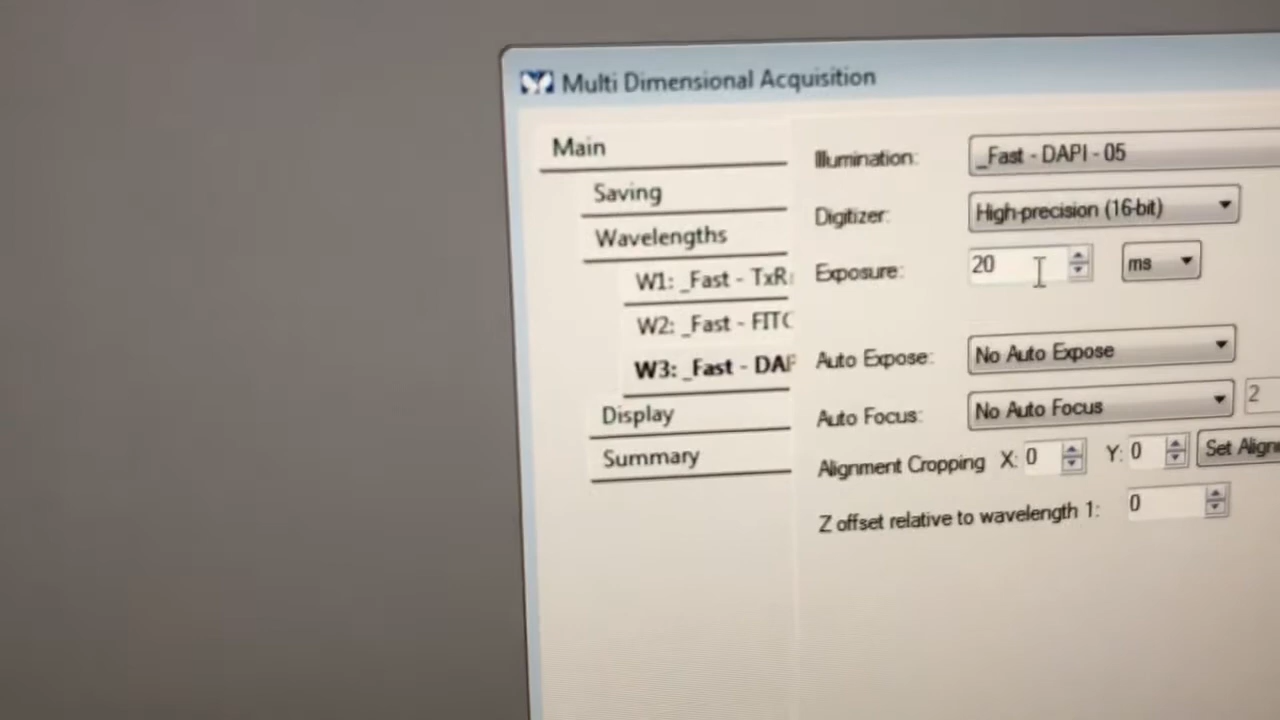 Multi Dimensional Acquisition
Main
Saving
Wavelengths
W1: _Fast - TxR
W2: _Fast - FITC
W3: _Fast - DAP
Display
Summary
Illumination: _Fast - DAPI - 05
Digitizer: High-precision (16-bit)
Exposure: 20 ms
Auto Expose: No Auto Expose
Auto Focus: No Auto Focus 2
Alignment Cropping X: 0 Y: 0 Set Alignm
Z offset relative to wavelength 1: 0